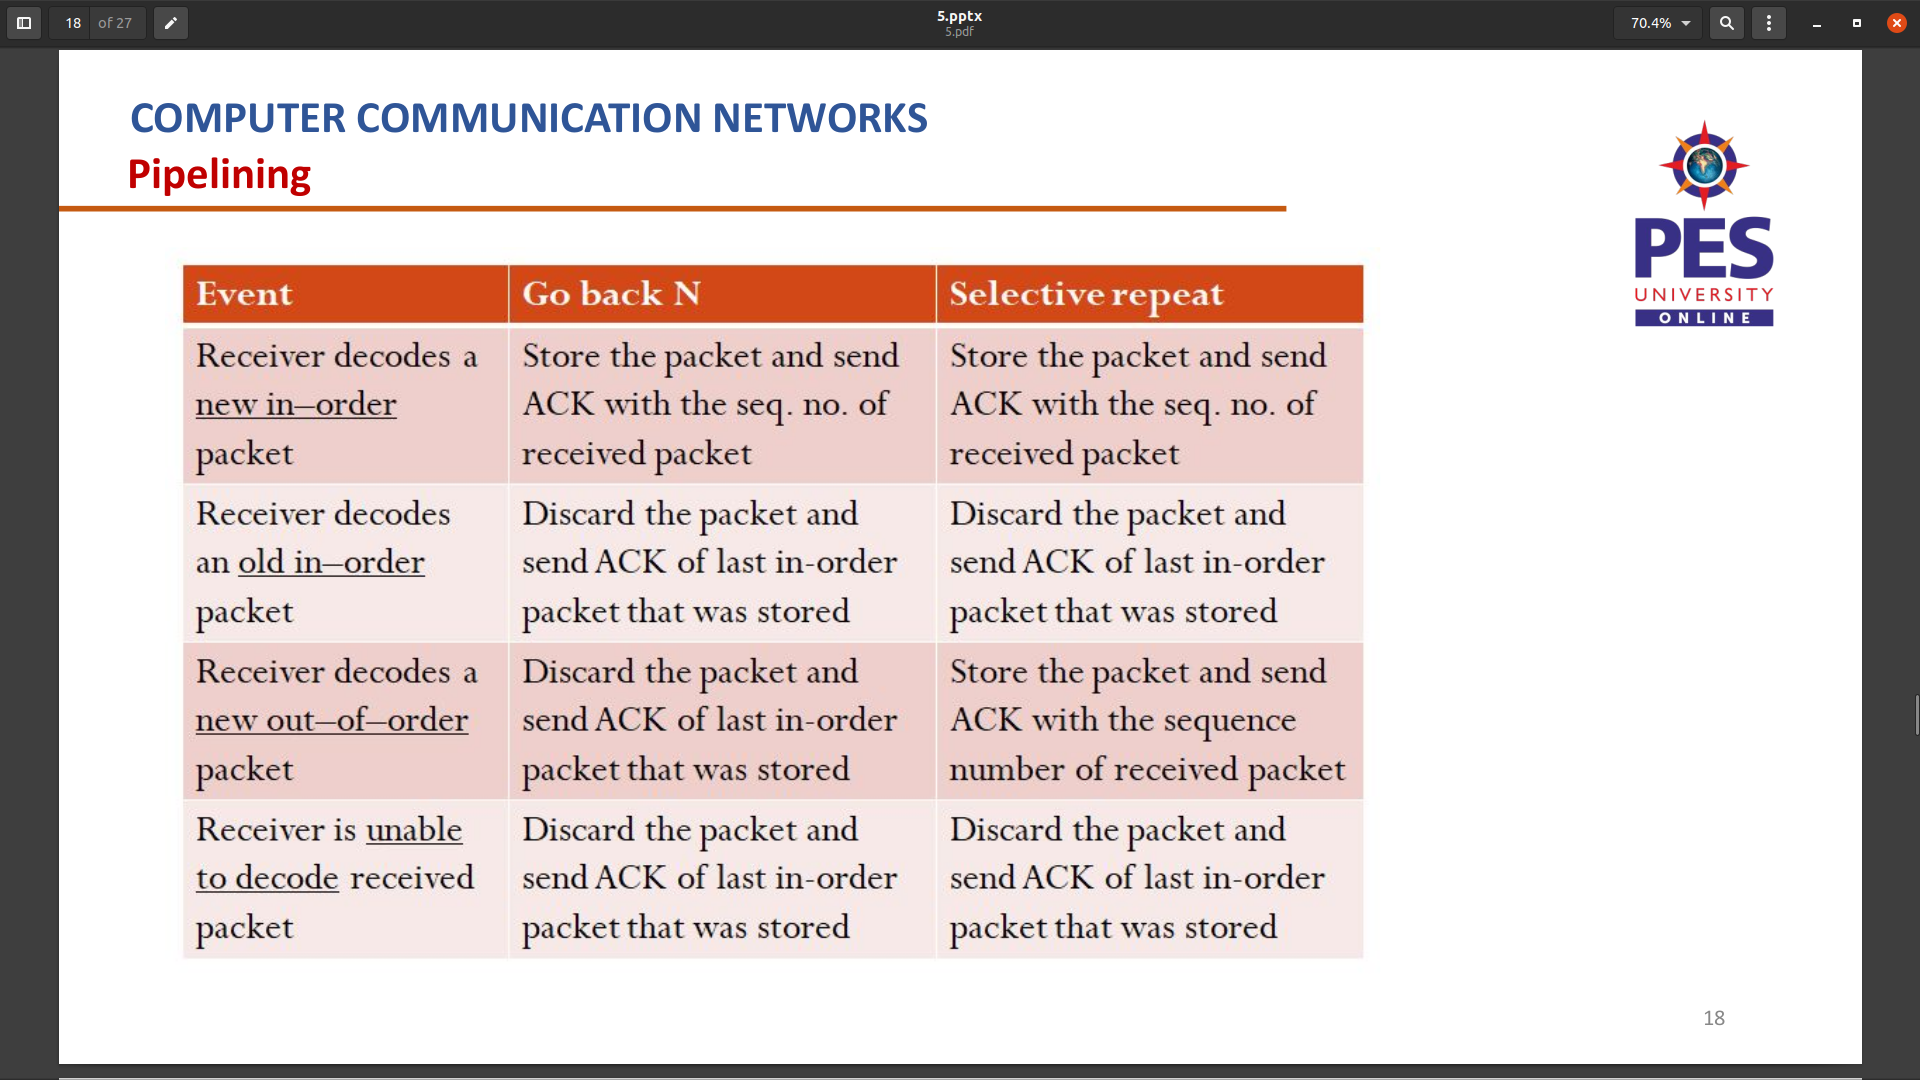 18 of 27
5.pptx
5.pdf
70.4%
COMPUTER COMMUNICATION NETWORKS
Pipelining
PES
UNIVERSITY
ONLINE
Event
Go back N
Selective repeat
Receiver decodes a
new in–order
packet
Store the packet and send
ACK with the seq. no. of
received packet
Store the packet and send
ACK with the seq. no. of
received packet
Receiver decodes
an old in–order
packet
Discard the packet and
send ACK of last in-order
packet that was stored
Discard the packet and
send ACK of last in-order
packet that was stored
Receiver decodes a
new out–of–order
packet
Discard the packet and
send ACK of last in-order
packet that was stored
Store the packet and send
ACK with the sequence
number of received packet
Receiver is unable
to decode received
packet
Discard the packet and
send ACK of last in-order
packet that was stored
Discard the packet and
send ACK of last in-order
packet that was stored
18